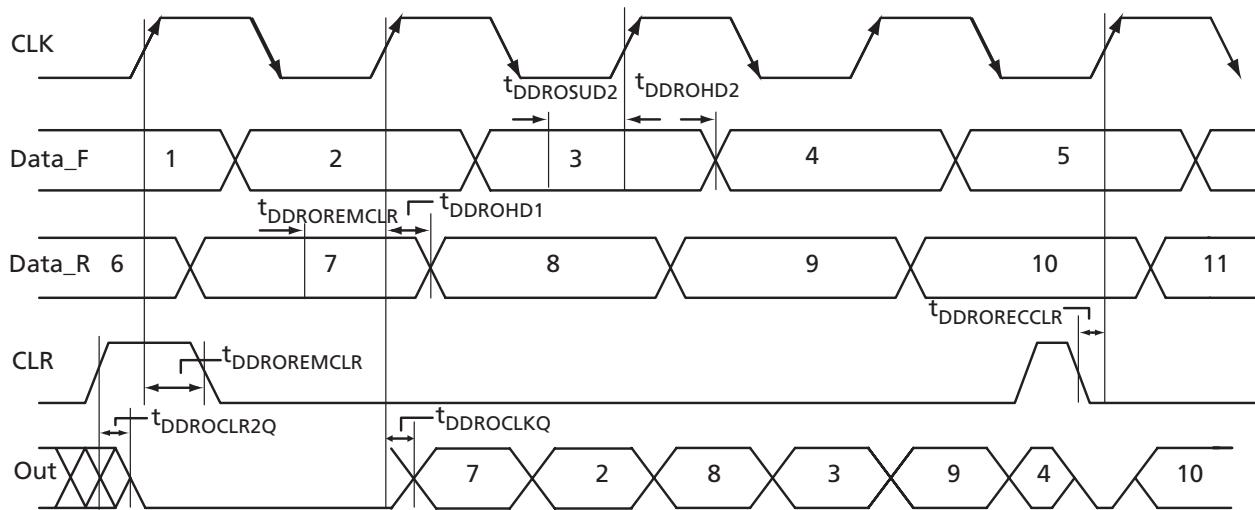 CLK
tDDROSUD2 tDDROHD2
Data_F 1 2 3 4 5
tDDROREMCLR tDDROHD1
Data_R 6 7 8 9 10 11
tDDRORECCLR
CLR tDDROREMCLR
tDDROCLR2Q tDDROCLKQ
Out 7 2 8 3 9 4 10